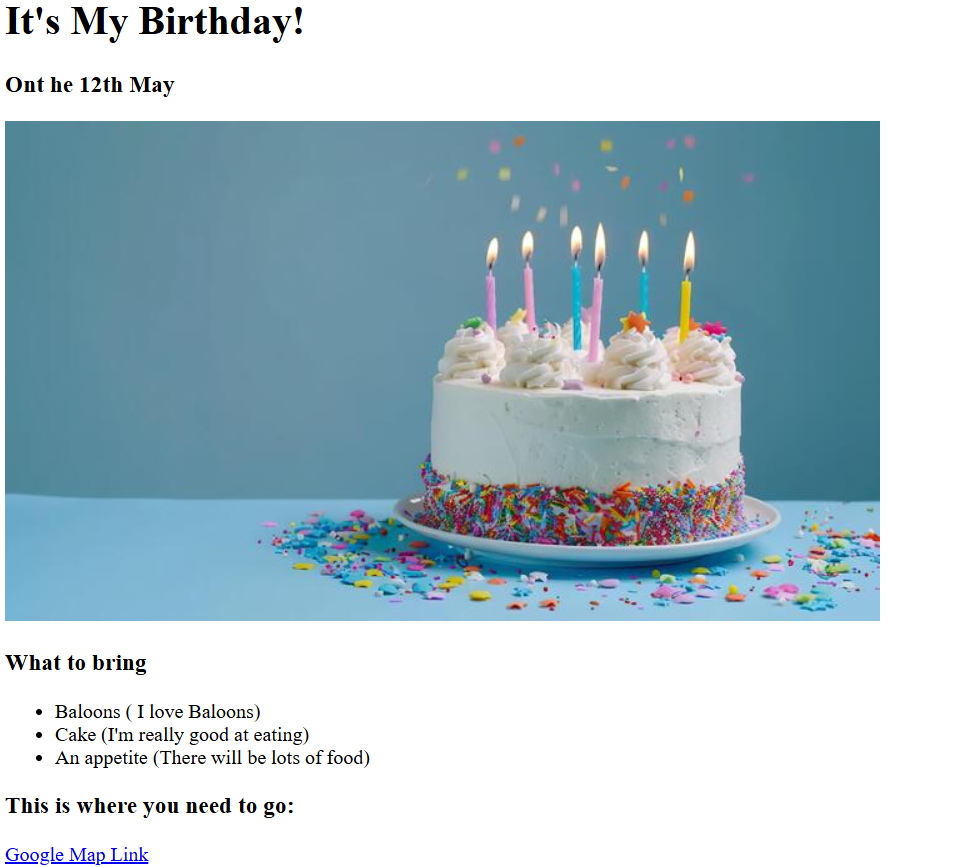 It's My Birthday!
Ont he 12th May
What to bring
Baloons ( I love Baloons)
Cake (I'm really good at eating)
An appetite (There will be lots of food)
This is where you need to go:
Google Map Link